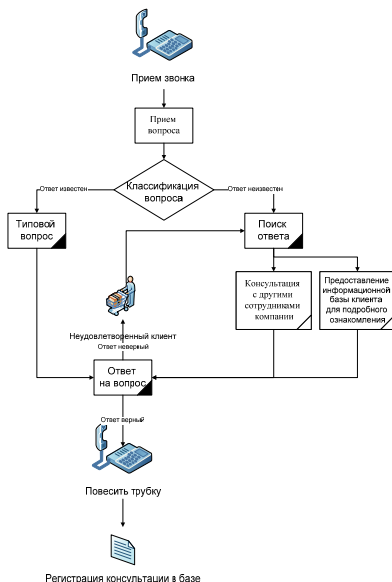 Прием звонка
Прием
вопроса
Классификация
вопроса
Ответ известен
Ответ неизвестен
Типовой
вопрос
Поиск
ответа
Консультация
с другими
сотрудниками
компании
Предоставление
информационной
базы клиента
для подробного
ознакомления
Неудовлетворенный клиент
Ответ неверный
Ответ
на вопрос
Ответ верный
Повесить трубку
Регистрация консультации в базе